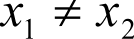 x₁ ≠ x₂